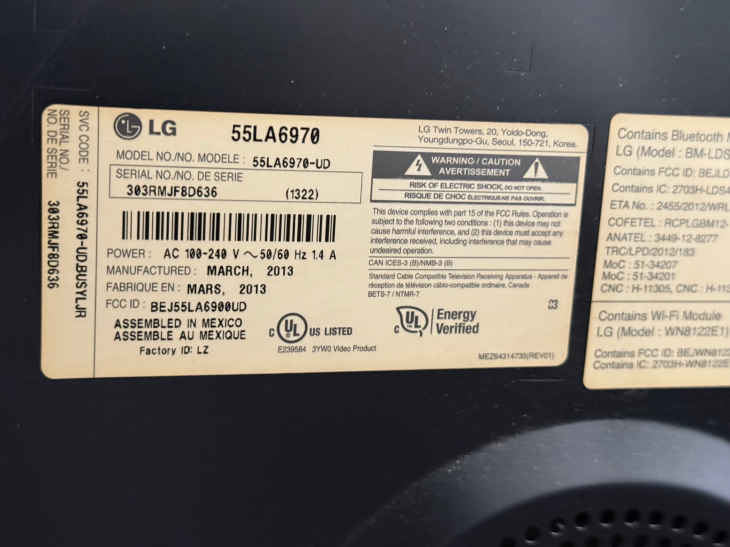 SERIAL NO./
NO. DE SERIE
303RMJF8D636
SVC CODE : 55LA6970-UD.BUSYLJR
LG
55LA6970
MODEL NO./NO. MODELE : 55LA6970-UD
SERIAL NO./NO. DE SERIE
303RMJF8D636 (1322)
POWER : AC 100-240 V ~ 50/60 Hz 1.4 A
MANUFACTURED : MARCH, 2013
FABRIQUE EN : MARS, 2013
FCC ID : BEJ55LA6900UD
ASSEMBLED IN MEXICO
ASSEMBLE AU MEXIQUE
Factory ID: LZ
c UL US LISTED
E239584 3YW0 Video Product
LG Twin Towers, 20, Yoido-Dong,
Youngdungpo-Gu, Seoul, 150-721, Korea.
WARNING / CAUTION
AVERTISSEMENT
RISK OF ELECTRIC SHOCK, DO NOT OPEN.
RISQUE DE CHOC ELECTRIQUE NE PAS OUVRIR.
This device complies with part 15 of the FCC Rules. Operation is
subject to the two following conditions : (1) this device may not
cause harmful interference, and (2) this device must accept any
interference received, including interference that may cause
undesired operation.
CAN ICES-3 (B)/NMB-3 (B)
Standard Cable Compatible Television Receiving Apparatus - Appareil de
réception de télévision câblo-compatible ordinaire, Canada
BETS-7 / NTMR-7
c UL Energy
Verified
MEZ64314735(REV01)
Contains Bluetooth
LG (Model : BM-LDS
Contains FCC ID : BEJLD
Contains IC : 2703H-LDS4
ETA No. : 2455/2012/WRL
COFETEL : RCPLGBM12-
ANATEL : 3449-12-8277
TRC/LPD/2012/183
MoC : 51-34207
MoC : 51-34201
CNC : H-11305, CNC : H-113
Contains Wi-Fi Module
LG (Model : WN8122E1)
Contains FCC ID : BEJWN8122
Contains IC: 2703H-WN8122E